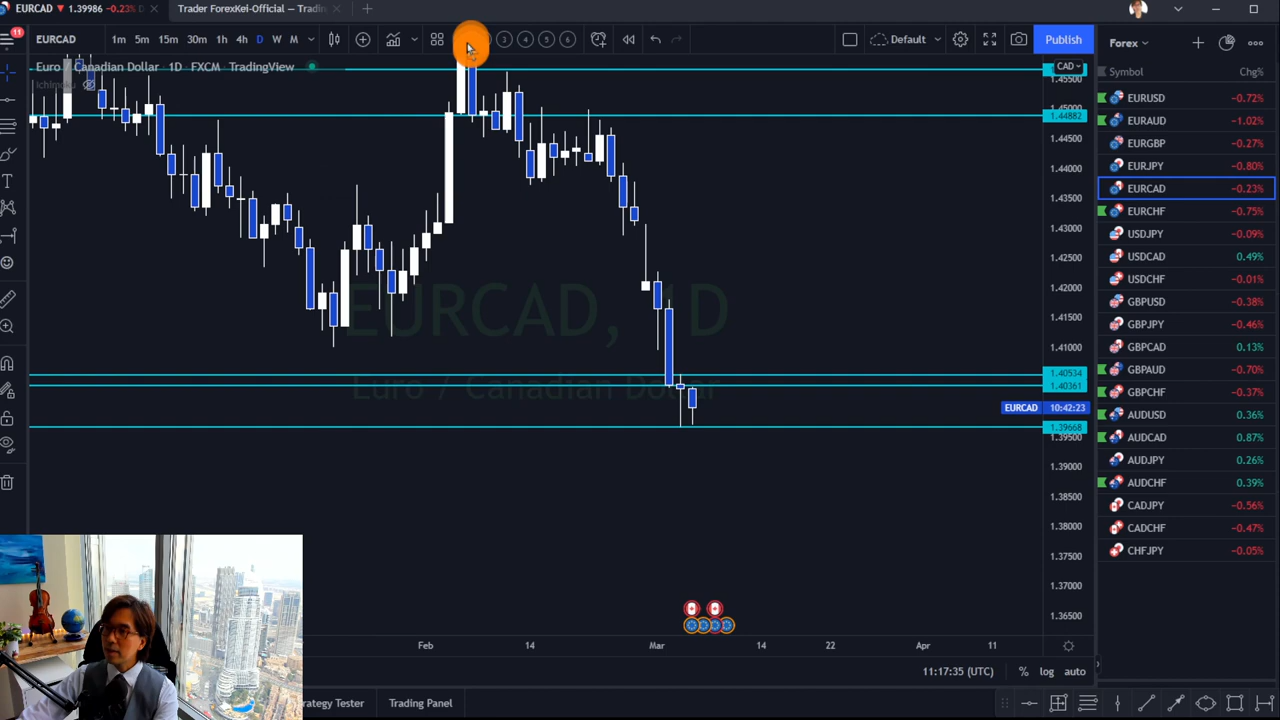 EURCAD ▼ 1.39986 −0.23% D
Trader ForexKei-Official — Tradin
11
EURCAD
1m 5m 15m 30m 1h 4h D W M
3 4 5 6
Default
Publish
Forex
Euro / Canadian Dollar · 1D · FXCM · TradingView
Ichimoku
CAD
1.45500
1.45000
1.44882
1.44500
1.44000
1.43500
1.43000
1.42500
1.42000
1.41500
1.41000
1.40534
1.40361
EURCAD 10:42:23
1.39668
1.39500
1.39000
1.38500
1.38000
1.37500
1.37000
1.36500
EURCAD, 1D
Euro / Canadian Dollar
Feb 14 Mar 14 22 Apr 11
11:17:35 (UTC) % log auto
rategy Tester Trading Panel
Symbol Chg%
EURUSD −0.72%
EURAUD −1.02%
EURGBP −0.27%
EURJPY −0.80%
EURCAD −0.23%
EURCHF −0.75%
USDJPY −0.09%
USDCAD 0.49%
USDCHF −0.01%
GBPUSD −0.38%
GBPJPY −0.46%
GBPCAD 0.13%
GBPAUD −0.70%
GBPCHF −0.37%
AUDUSD 0.36%
AUDCAD 0.87%
AUDJPY 0.26%
AUDCHF 0.39%
CADJPY −0.56%
CADCHF −0.47%
CHFJPY −0.05%